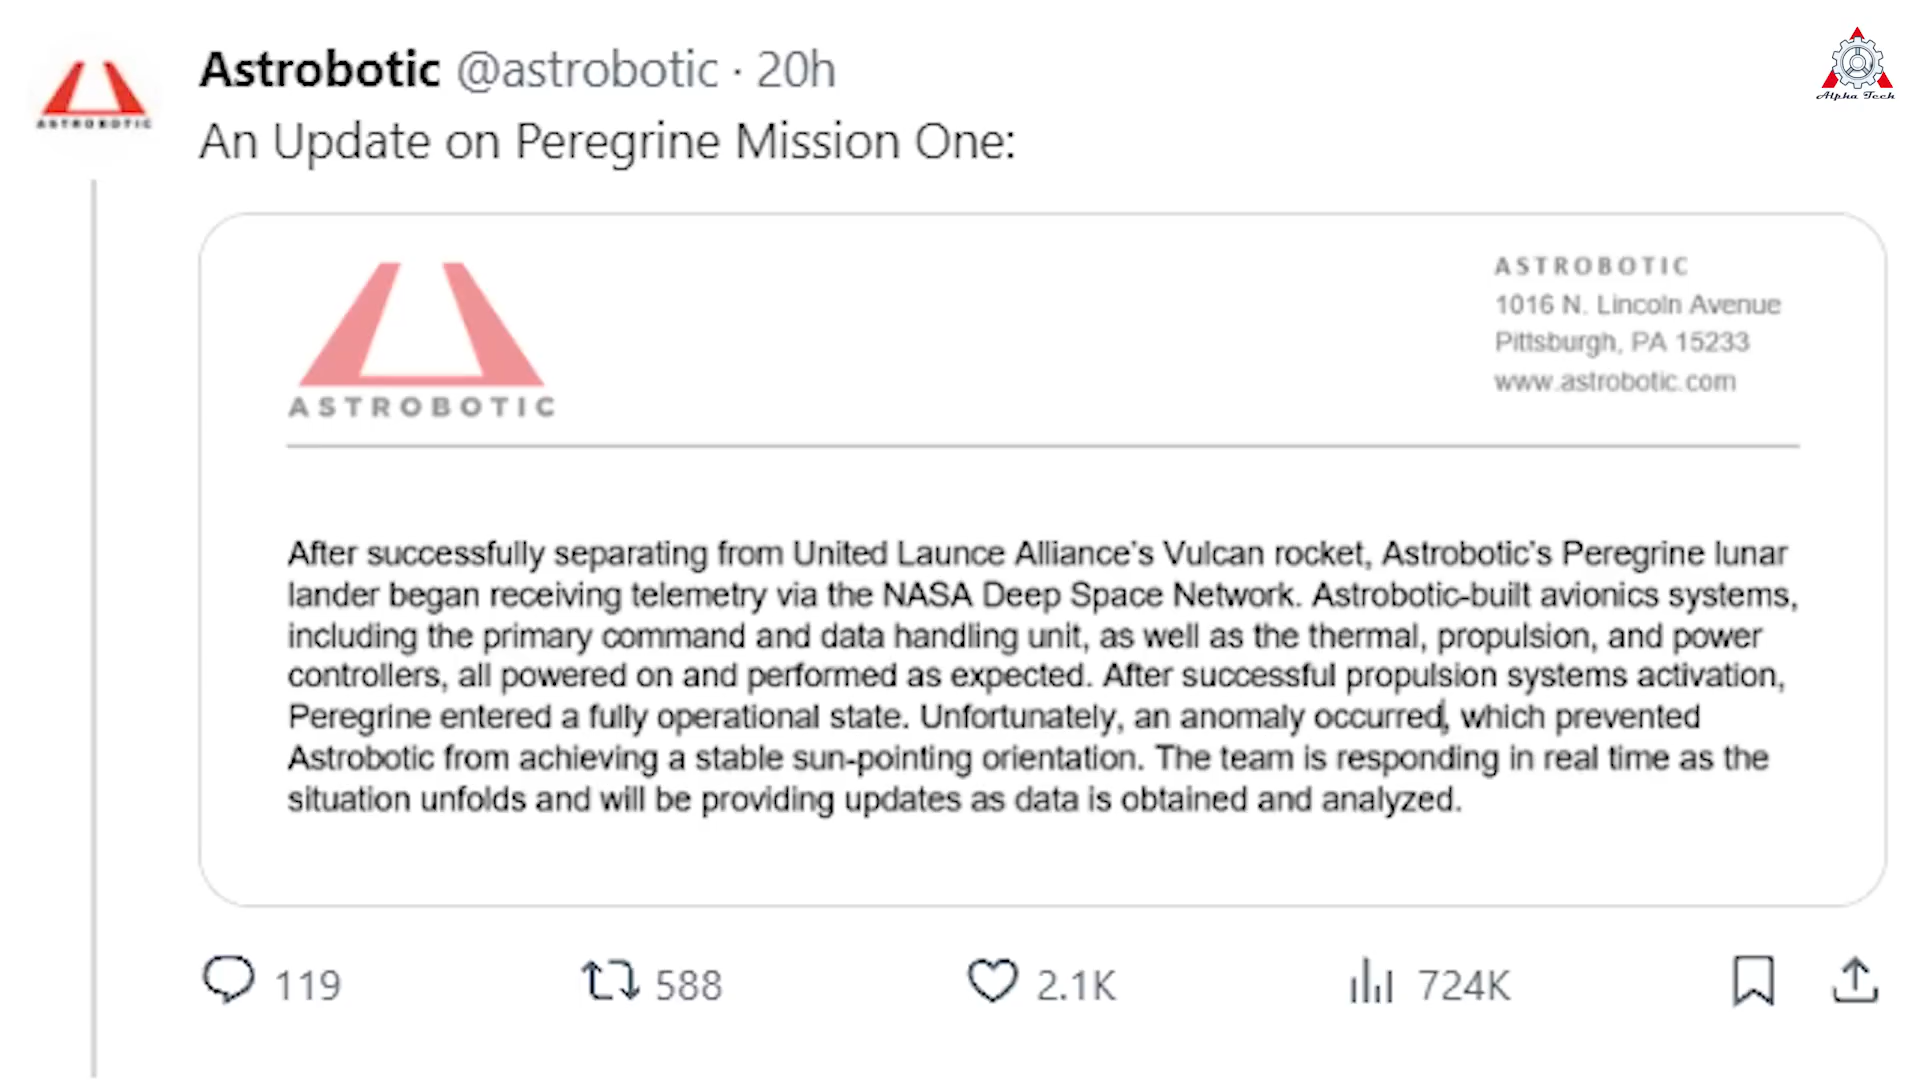 Astrobotic @astrobotic · 20h
ASTROBOTIC
An Update on Peregrine Mission One:
Alpha Tech
ASTROBOTIC
ASTROBOTIC
1016 N. Lincoln Avenue
Pittsburgh, PA 15233
www.astrobotic.com
After successfully separating from United Launce Alliance's Vulcan rocket, Astrobotic's Peregrine lunar
lander began receiving telemetry via the NASA Deep Space Network. Astrobotic-built avionics systems,
including the primary command and data handling unit, as well as the thermal, propulsion, and power
controllers, all powered on and performed as expected. After successful propulsion systems activation,
Peregrine entered a fully operational state. Unfortunately, an anomaly occurred, which prevented
Astrobotic from achieving a stable sun-pointing orientation. The team is responding in real time as the
situation unfolds and will be providing updates as data is obtained and analyzed.
119 588 2.1K 724K